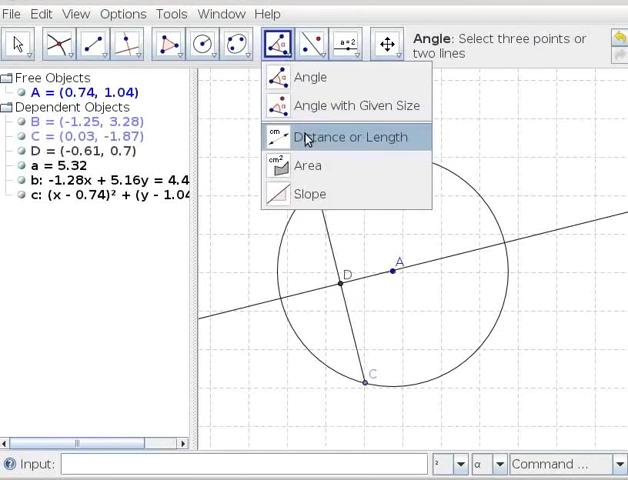 File Edit View Options Tools Window Help
a=2
Angle: Select three points or
two lines
Free Objects
A = (0.74, 1.04)
Dependent Objects
B = (-1.25, 3.28)
C = (0.03, -1.87)
D = (-0.61, 0.7)
a = 5.32
b: -1.28x + 5.16y = 4.4
c: (x - 0.74)² + (y - 1.04
Angle
Angle with Given Size
cm Distance or Length
cm² Area
Slope
A
D
C
Input: ² α Command ...